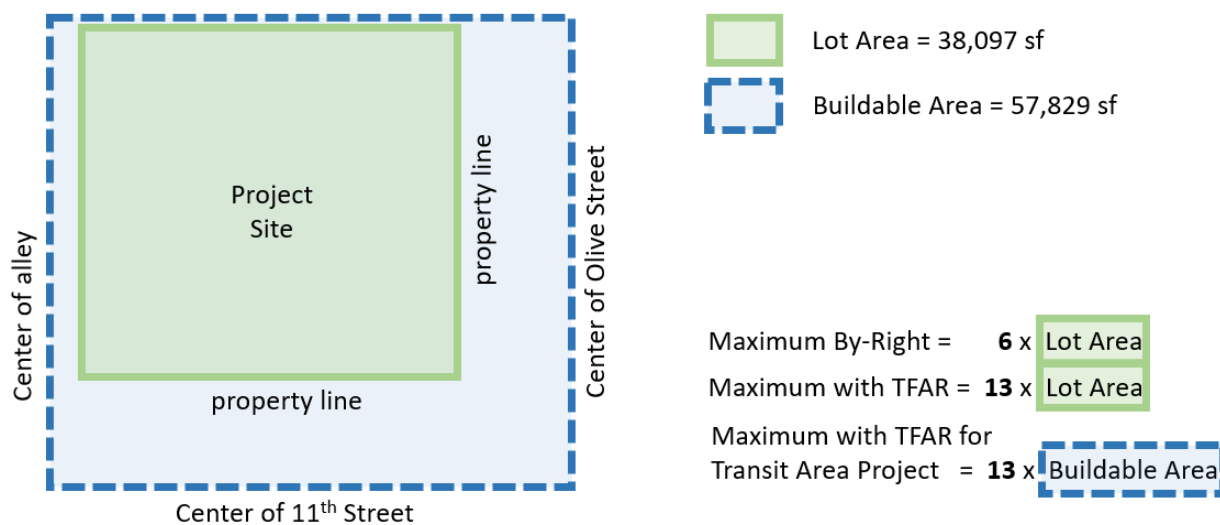 Lot Area = 38,097 sf
Buildable Area = 57,829 sf
Project
Site
property line
property line
Center of alley
Center of Olive Street
Center of 11th Street
Maximum By-Right = 6 x Lot Area
Maximum with TFAR = 13 x Lot Area
Maximum with TFAR for
Transit Area Project = 13 x Buildable Area